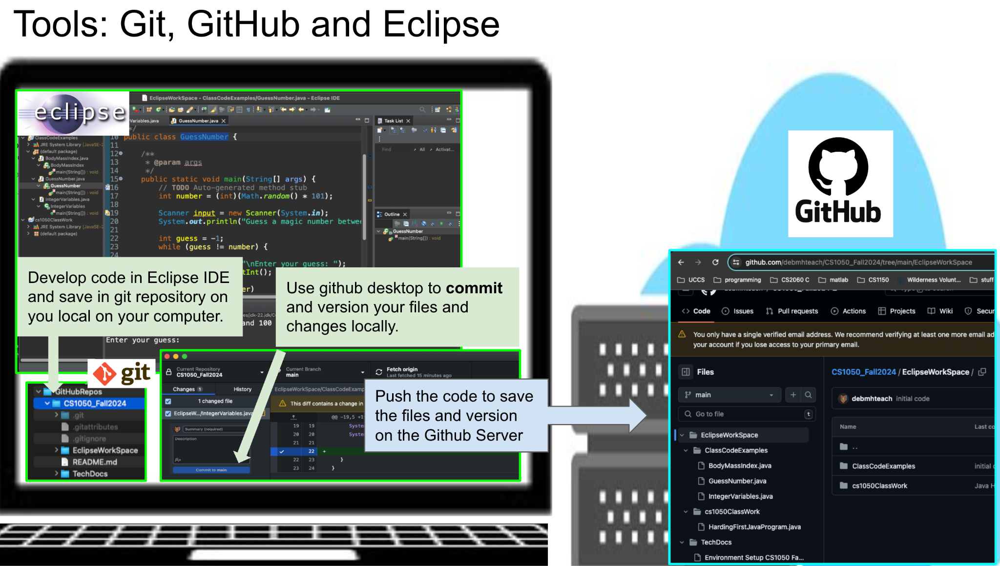 Tools: Git, GitHub and Eclipse
eclipse
EclipseWorkSpace - ClassCodeExamples/GuessNumber.java - Eclipse IDE
Variables.java
GuessNumber.java
Task List
ClassCodeExamples
JRE System Library [JavaSE-2
(default package)
BodyMassIndex.java
BodyMassIndex
main(String[]) : void
GuessNumber.java
GuessNumber
main(String[]) : void
IntegerVariables.java
IntegerVariables
main(String[]) : void
cs1050ClassWork
JRE System Library [JavaSE-2
(default package)
*/
10 public class GuessNumber {
11
12 /**
13 * @param args
14 */
15 public static void main(String[] args) {
16 // TODO Auto-generated method stub
17 int number = (int)(Math.random() * 101);
18
19 Scanner input = new Scanner(System.in);
20 System.out.println("Guess a magic number betwee
21
22 int guess = -1;
23 while (guess != number) {
24
"\nEnter your guess: ");
tInt();
er)
Find
All
Activat...
Outline
GuessNumber
main(String[]) : void
Develop code in Eclipse IDE
and save in git repository on
you local on your computer.
es/jdk-22.jdk/C
and 100
Enter your guess:
Use github desktop to commit
and version your files and
changes locally.
git
GitHubRepos
CS1050_Fall2024
.git
.gitattributes
.gitignore
EclipseWorkSpace
README.md
TechDocs
Current Repository
CS1050_Fall2024
Current Branch
main
Fetch origin
Last fetched 15 minutes ago
Changes 1
History
EclipseWorkSpace/ClassCodeExamp
1 changed file
This diff contains a change in
EclipseW.../IntegerVariables.java
@@ -19,5 +1
Summary (required)
Description
Commit to main
19 19 Syste
20 20 Syste
21 21
22 +
22 23 }
23 24 }
Push the code to save
the files and version
on the Github Server
GitHub
github.com/debmhteach/CS1050_Fall2024/tree/main/EclipseWorkSpace
UCCS
programming
CS2060 C
matlab
CS1150
Wilderness Volunt...
stuff
Code
Issues
Pull requests
Actions
Projects
Wiki
Secur
You only have a single verified email address. We recommend verifying at least one more email ad
your account if you lose access to your primary email.
Files
main
Go to file
t
EclipseWorkSpace
ClassCodeExamples
BodyMassIndex.java
GuessNumber.java
IntegerVariables.java
cs1050ClassWork
HardingFirstJavaProgram.java
TechDocs
Environment Setup CS1050 Fa...
CS1050_Fall2024 / EclipseWorkSpace /
debmhteach initial code
Name
Last co
..
ClassCodeExamples
initial c
cs1050ClassWork
Java H